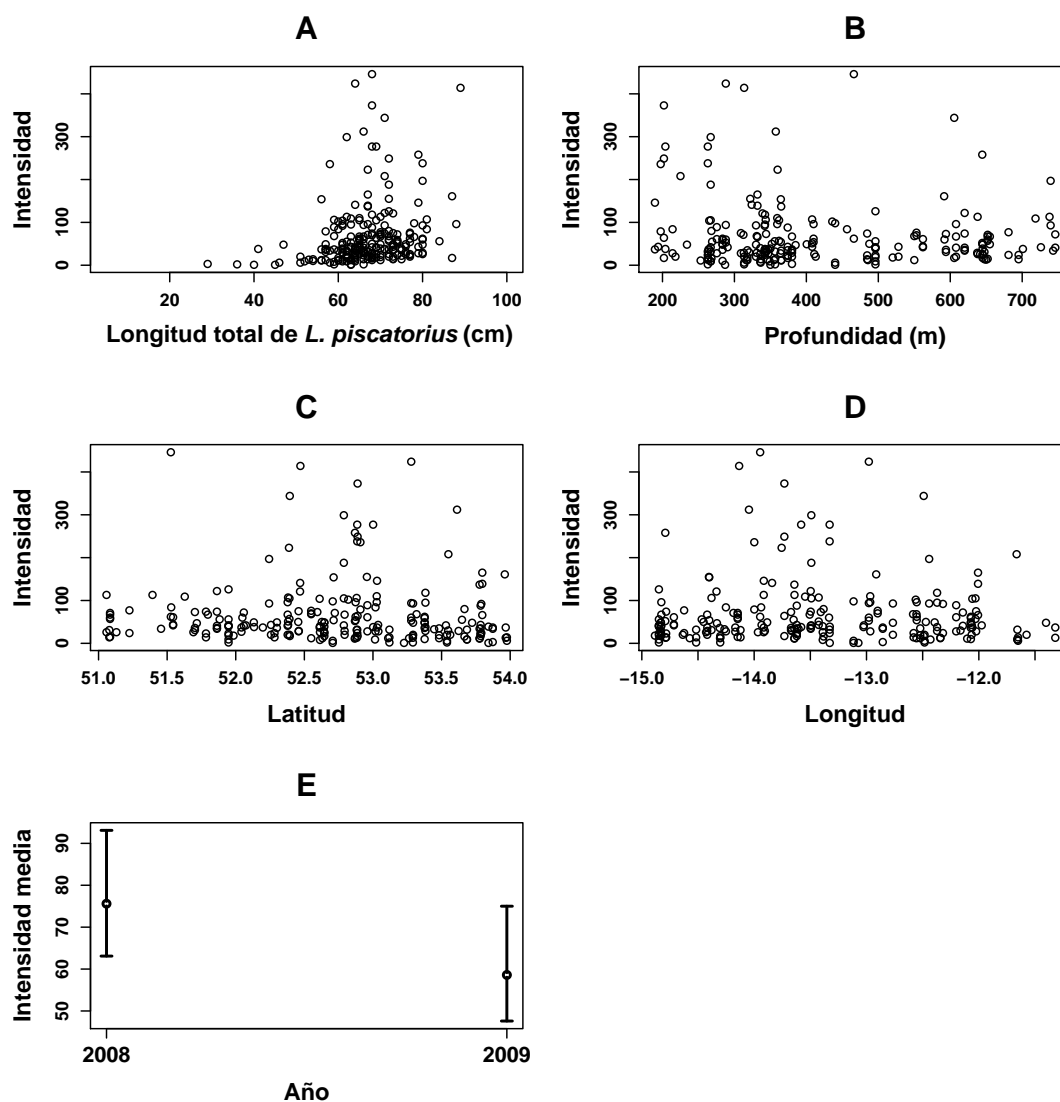 A
Intensidad
0 100 300
20 40 60 80 100
Longitud total de L. piscatorius (cm)
B
Intensidad
0 100 300
200 300 400 500 600 700
Profundidad (m)
C
Intensidad
0 100 300
51.0 51.5 52.0 52.5 53.0 53.5 54.0
Latitud
D
Intensidad
0 100 300
−15.0 −14.0 −13.0 −12.0
Longitud
E
Intensidad media
50 60 70 80 90
2008 2009
Año